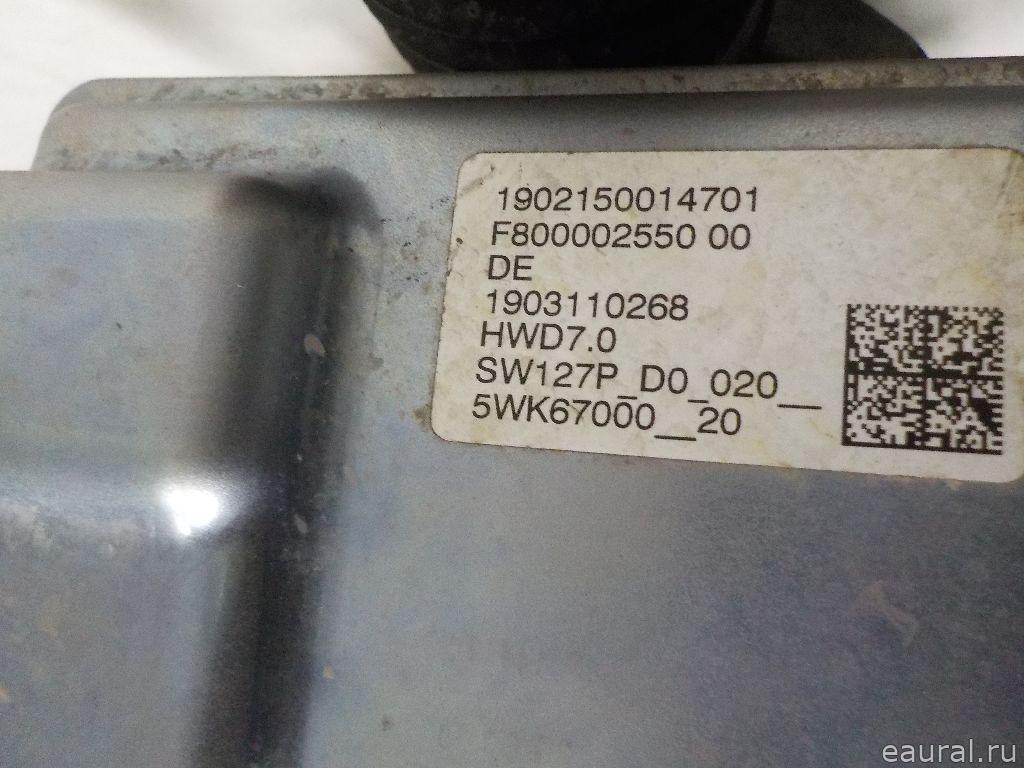 1902150014701
F800002550 00
DE
1903110268
HWD7.0
SW127P_D0_020__
5WK67000__20
eaural.ru